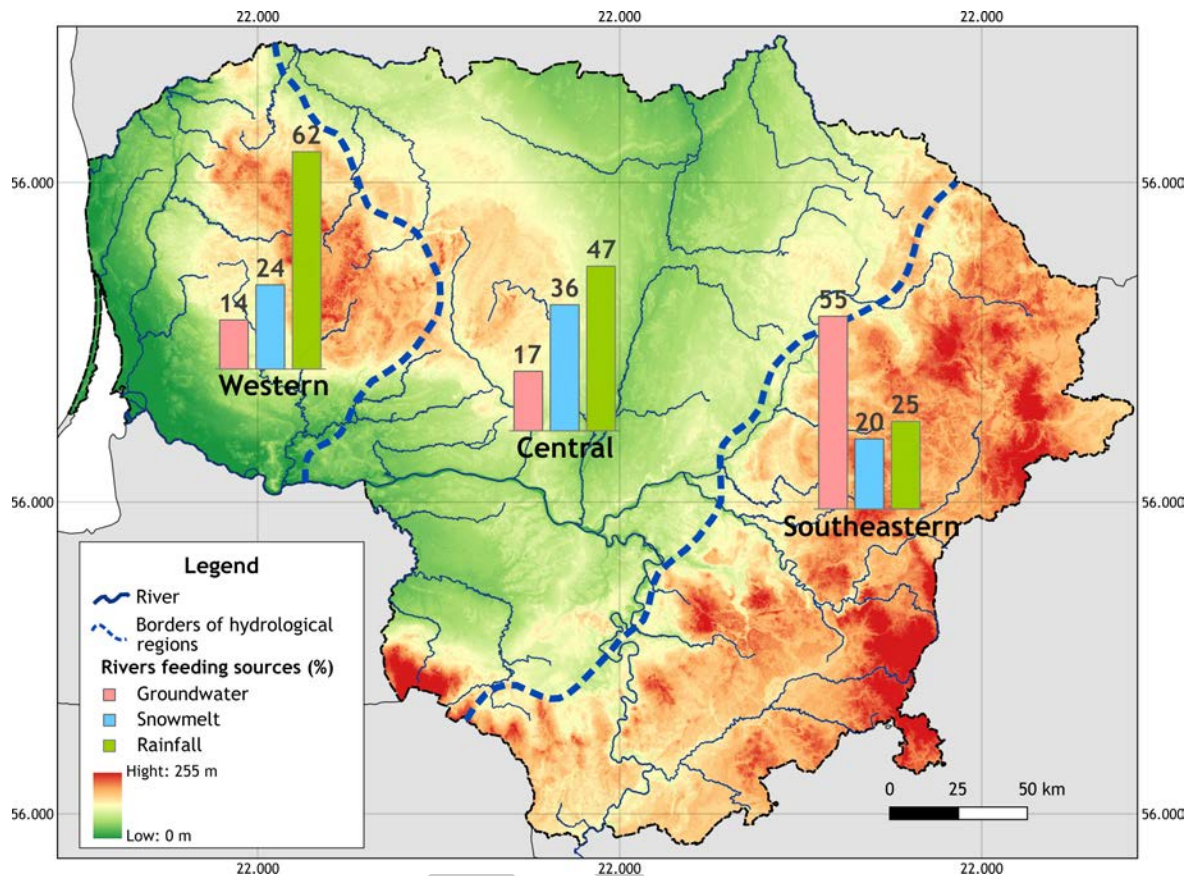 22.000 22.000 22.000
56.000 56.000
62
24
14
Western
47
36
17
Central
55
20
25
Southeastern
56.000 56.000
Legend
River
Borders of hydrological
regions
Rivers feeding sources (%)
Groundwater
Snowmelt
Rainfall
Hight: 255 m
Low: 0 m
0 25 50 km
56.000 56.000
22.000 22.000 22.000